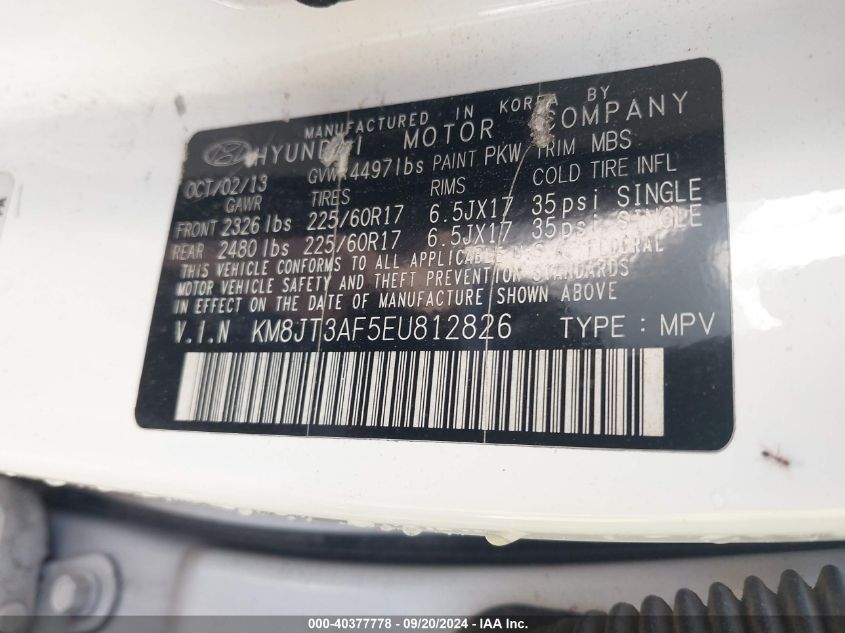 MANUFACTURED IN KOREA BY
HYUNDAI MOTOR COMPANY
OCT/02/13 GVWR 4497lbs PAINT PKW TRIM MBS
GAWR TIRES RIMS COLD TIRE INFL
FRONT 2326 lbs 225/60R17 6.5JX17 35psi SINGLE
REAR 2480 lbs 225/60R17 6.5JX17 35psi SINGLE
THIS VEHICLE CONFORMS TO ALL APPLICABLE U.S. FEDERAL
MOTOR VEHICLE SAFETY AND THEFT PREVENTION STANDARDS
IN EFFECT ON THE DATE OF MANUFACTURE SHOWN ABOVE
V.I.N KM8JT3AF5EU812826 TYPE : MPV
000-40377778 - 09/20/2024 - IAA Inc.